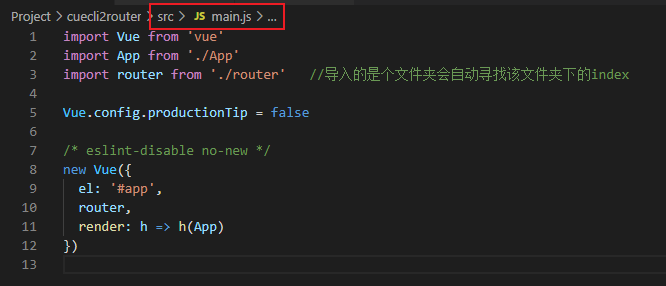 Project > cuecli2router > src > JS main.js > ...
1 import Vue from 'vue'
2 import App from './App'
3 import router from './router' //导入的是个文件夹会自动寻找该文件夹下的index
4
5 Vue.config.productionTip = false
6
7 /* eslint-disable no-new */
8 new Vue({
9 el: '#app',
10 router,
11 render: h => h(App)
12 })
13